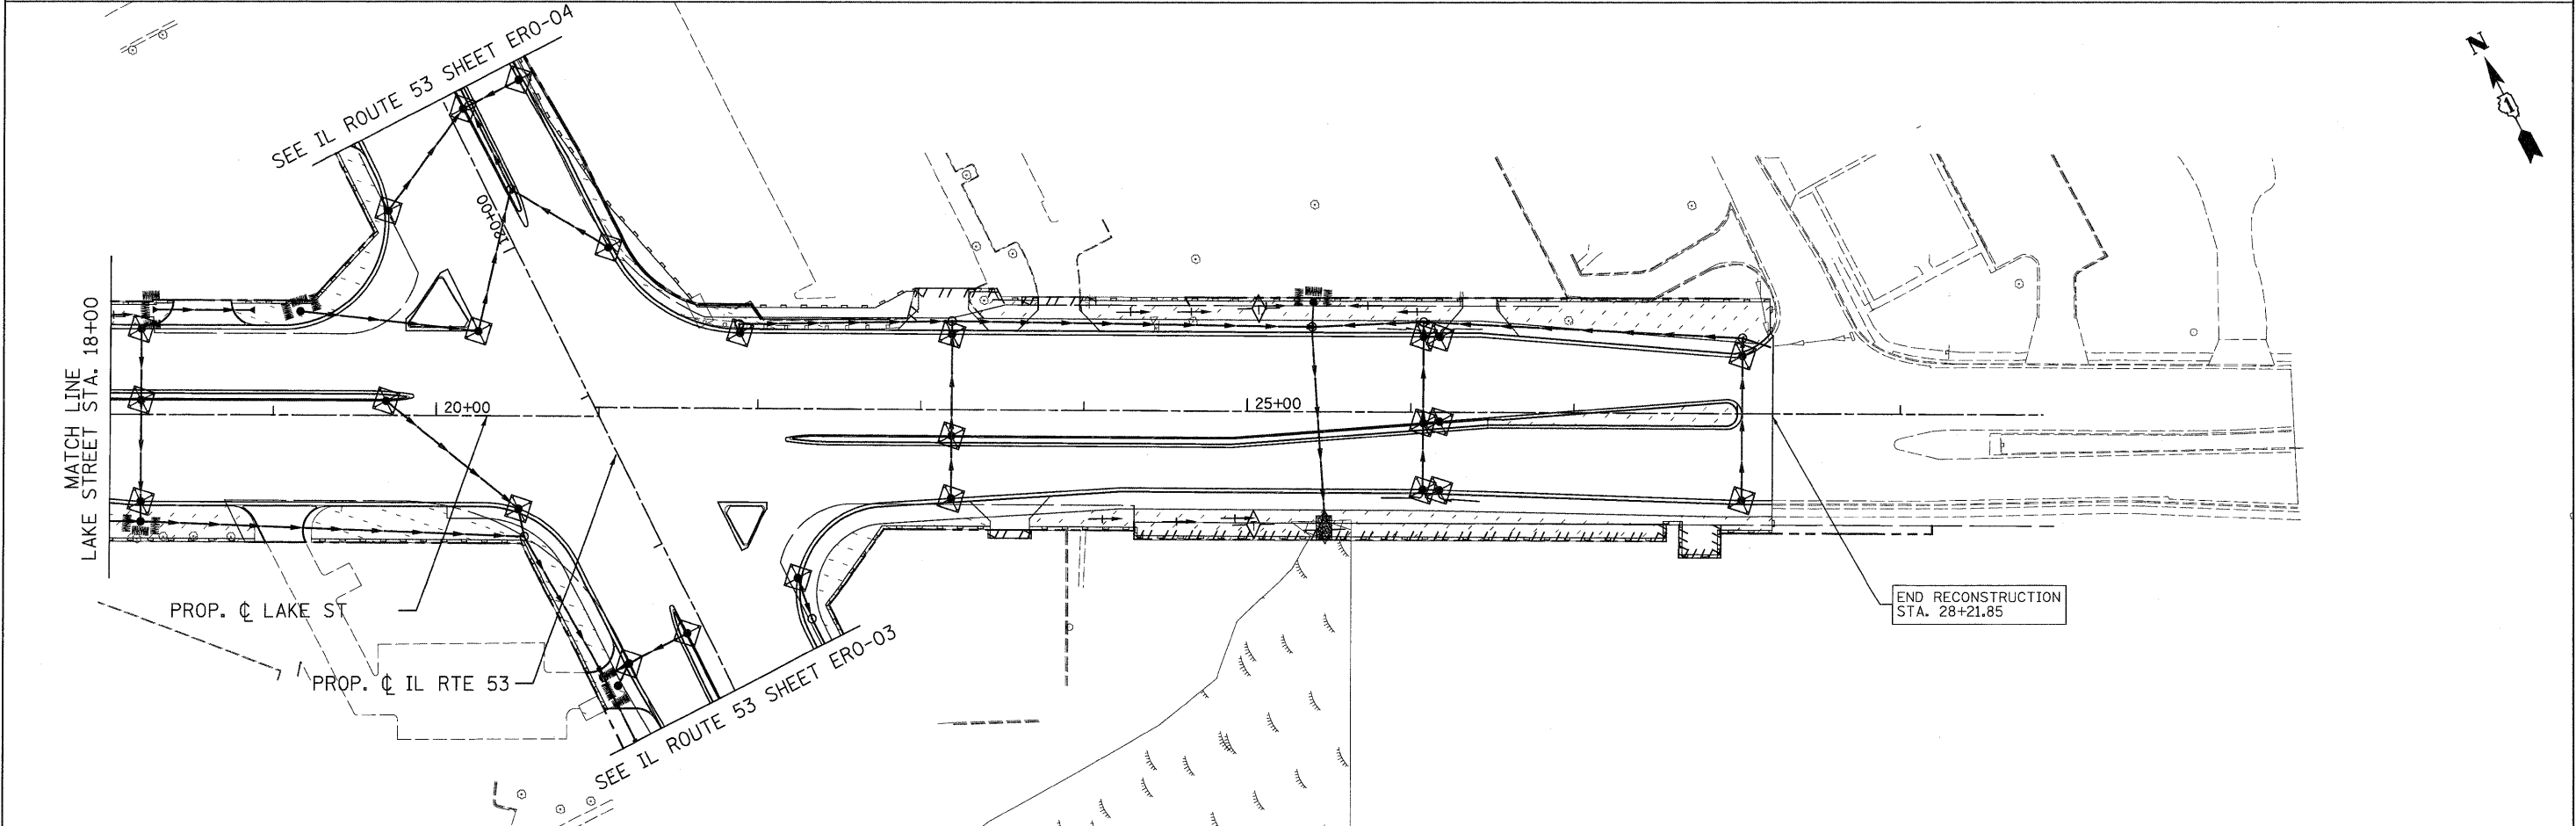 SEE IL ROUTE 53 SHEET ERO-04
N
1
180+00
MATCH LINE
LAKE STREET STA. 18+00
20+00
25+00
PROP. ℄ LAKE ST
PROP. ℄ IL RTE 53
SEE IL ROUTE 53 SHEET ERO-03
END RECONSTRUCTION
STA. 28+21.85